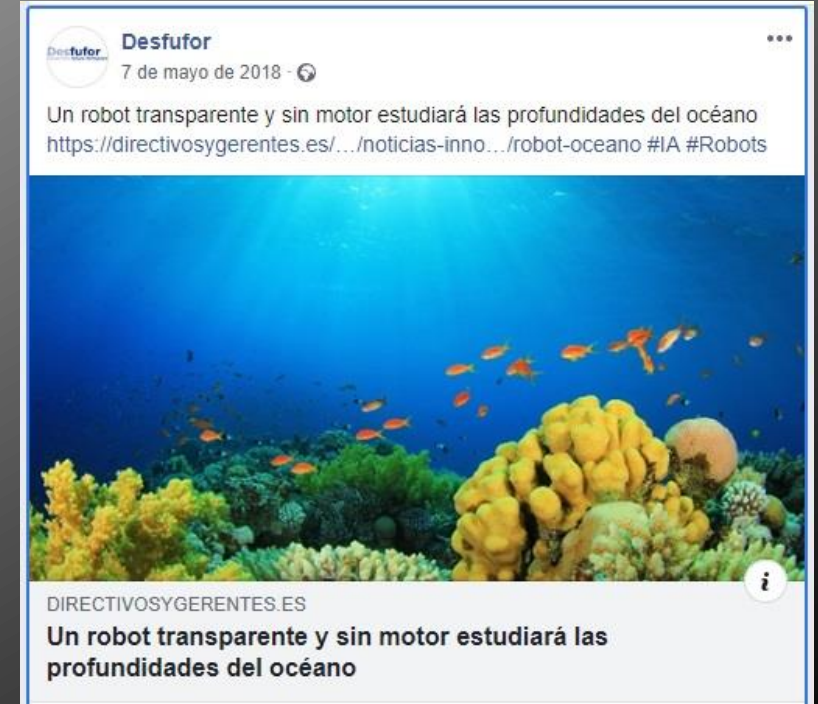 Desfufor
Desfufor
7 de mayo de 2018 ·
Un robot transparente y sin motor estudiará las profundidades del océano
https://directivosygerentes.es/…/noticias-inno…/robot-oceano #IA #Robots
i
DIRECTIVOSYGERENTES.ES
Un robot transparente y sin motor estudiará las
profundidades del océano